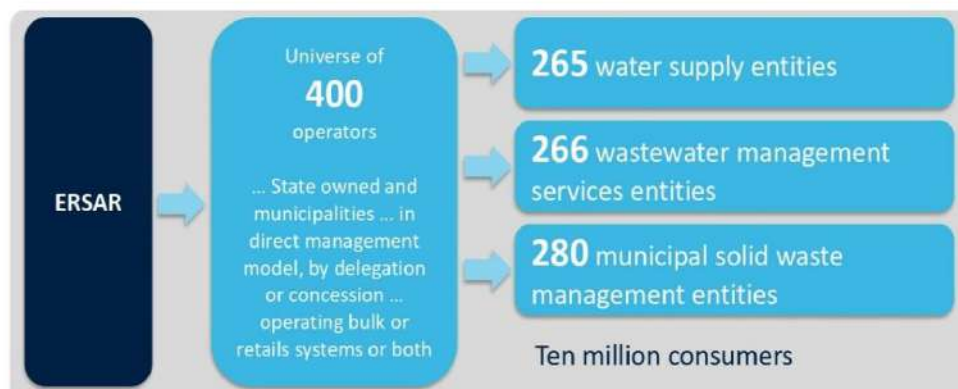 ERSAR
Universe of
400
operators
... State owned and
municipalities ... in
direct management
model, by delegation
or concession ...
operating bulk or
retails systems or both
265 water supply entities
266 wastewater management
services entities
280 municipal solid waste
management entities
Ten million consumers